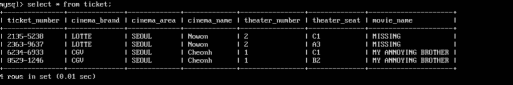 mysql> select * from ticket;
| ticket_number | cinema_brand | cinema_area | cinema_name | theater_number | theater_seat | movie_name |
| 2135-5238 | LOTTE | SEOUL | Nowon | 2 | C1 | MISSING |
| 2363-9637 | LOTTE | SEOUL | Nowon | 2 | A3 | MISSING |
| 6234-6933 | CGV | SEOUL | Cheonh | 1 | C1 | MY ANNOYING BROTHER |
| 8529-1246 | CGV | SEOUL | Cheonh | 1 | B2 | MY ANNOYING BROTHER |
4 rows in set (0.01 sec)